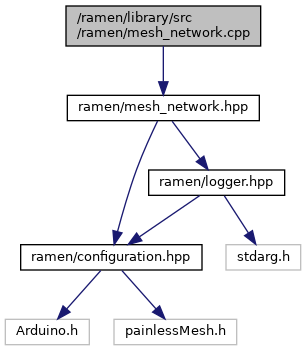 /ramen/library/src
/ramen/mesh_network.cpp
ramen/mesh_network.hpp
ramen/logger.hpp
ramen/configuration.hpp
stdarg.h
Arduino.h
painlessMesh.h